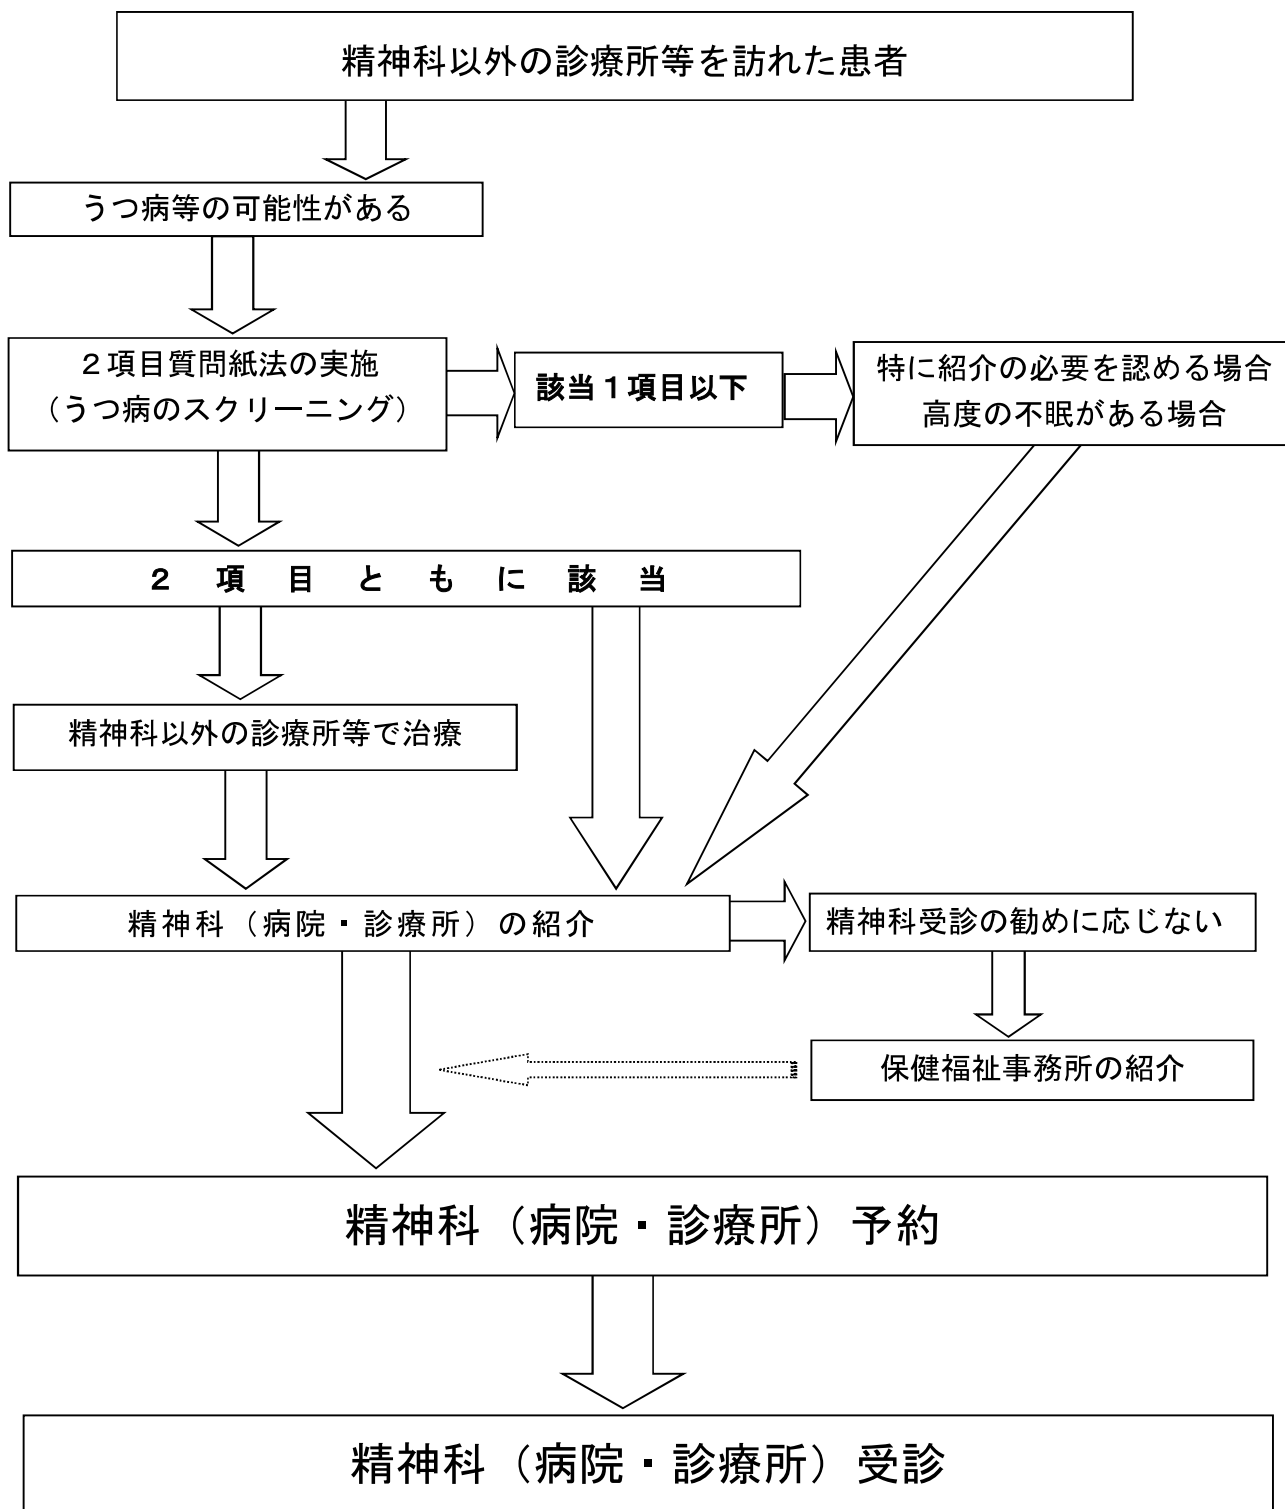 精神科以外の診療所等を訪れた患者
うつ病等の可能性がある
２項目質問紙法の実施
（うつ病のスクリーニング）
該当１項目以下
特に紹介の必要を認める場合
高度の不眠がある場合
２項目ともに該当
精神科以外の診療所等で治療
精神科（病院・診療所）の紹介
精神科受診の勧めに応じない
保健福祉事務所の紹介
精神科（病院・診療所）予約
精神科（病院・診療所）受診